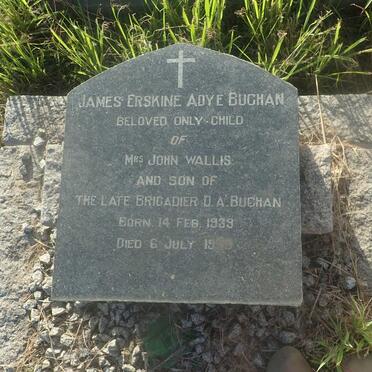 JAMES ERSKINE ADYE BUCHAN
BELOVED ONLY-CHILD
OF
MRS JOHN WALLIS
AND SON OF
THE LATE BRIGADIER D.A. BUCHAN
BORN 14 FEB. 1939
DIED 6 JULY